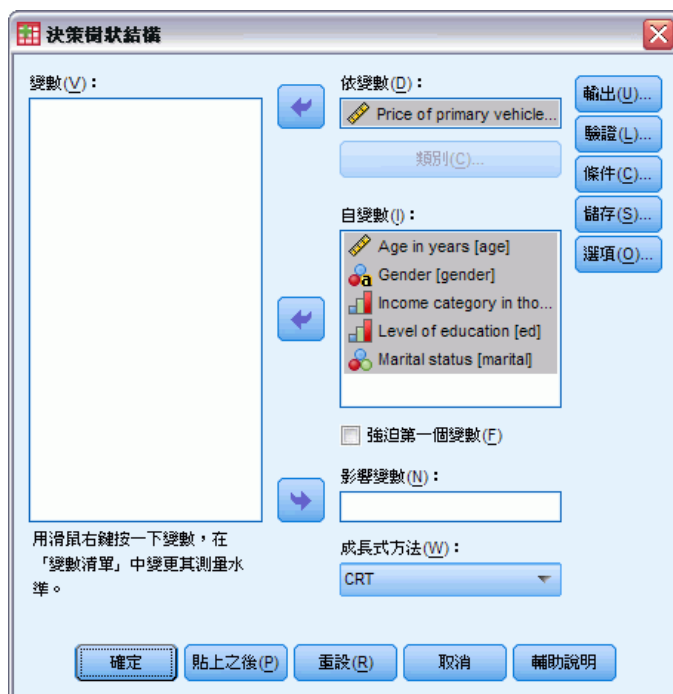 決策樹狀結構
變數(V)：
用滑鼠右鍵按一下變數，在
「變數清單」中變更其測量水
準。
依變數(D)：
Price of primary vehicle...
類別(C)...
自變數(I)：
Age in years [age]
Gender [gender]
Income category in tho...
Level of education [ed]
Marital status [marital]
強迫第一個變數(F)
影響變數(N)：
成長式方法(W)：
CRT
輸出(U)...
驗證(L)...
條件(C)...
儲存(S)...
選項(O)...
確定
貼上之後(P)
重設(R)
取消
輔助說明